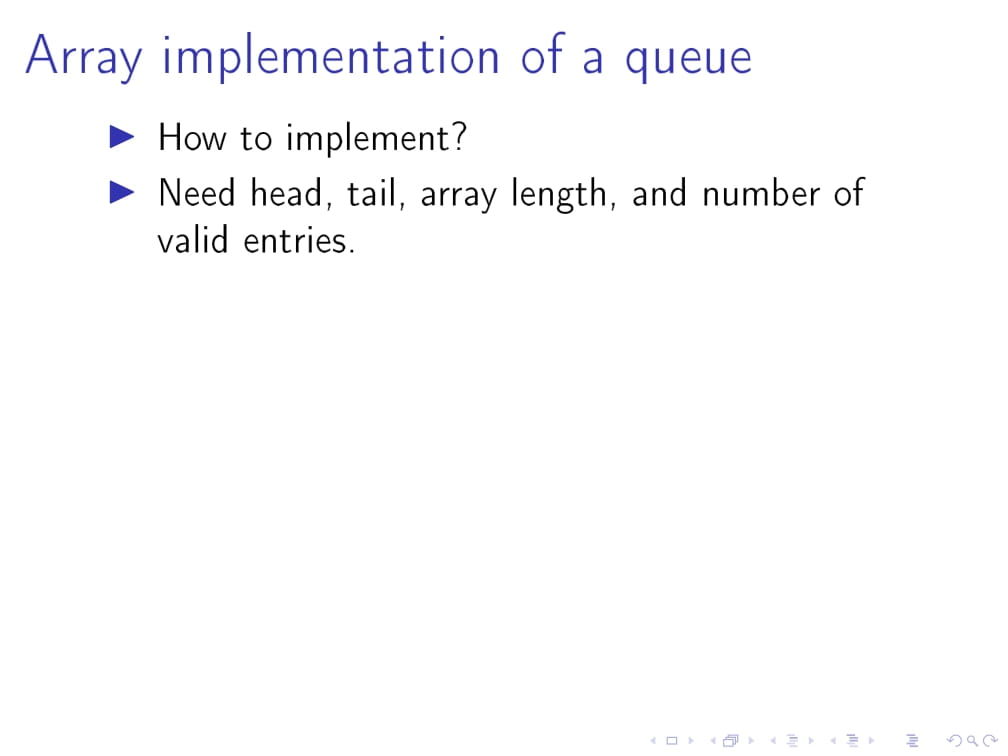 Array implementation of a queue
How to implement?
Need head, tail, array length, and number of
valid entries.